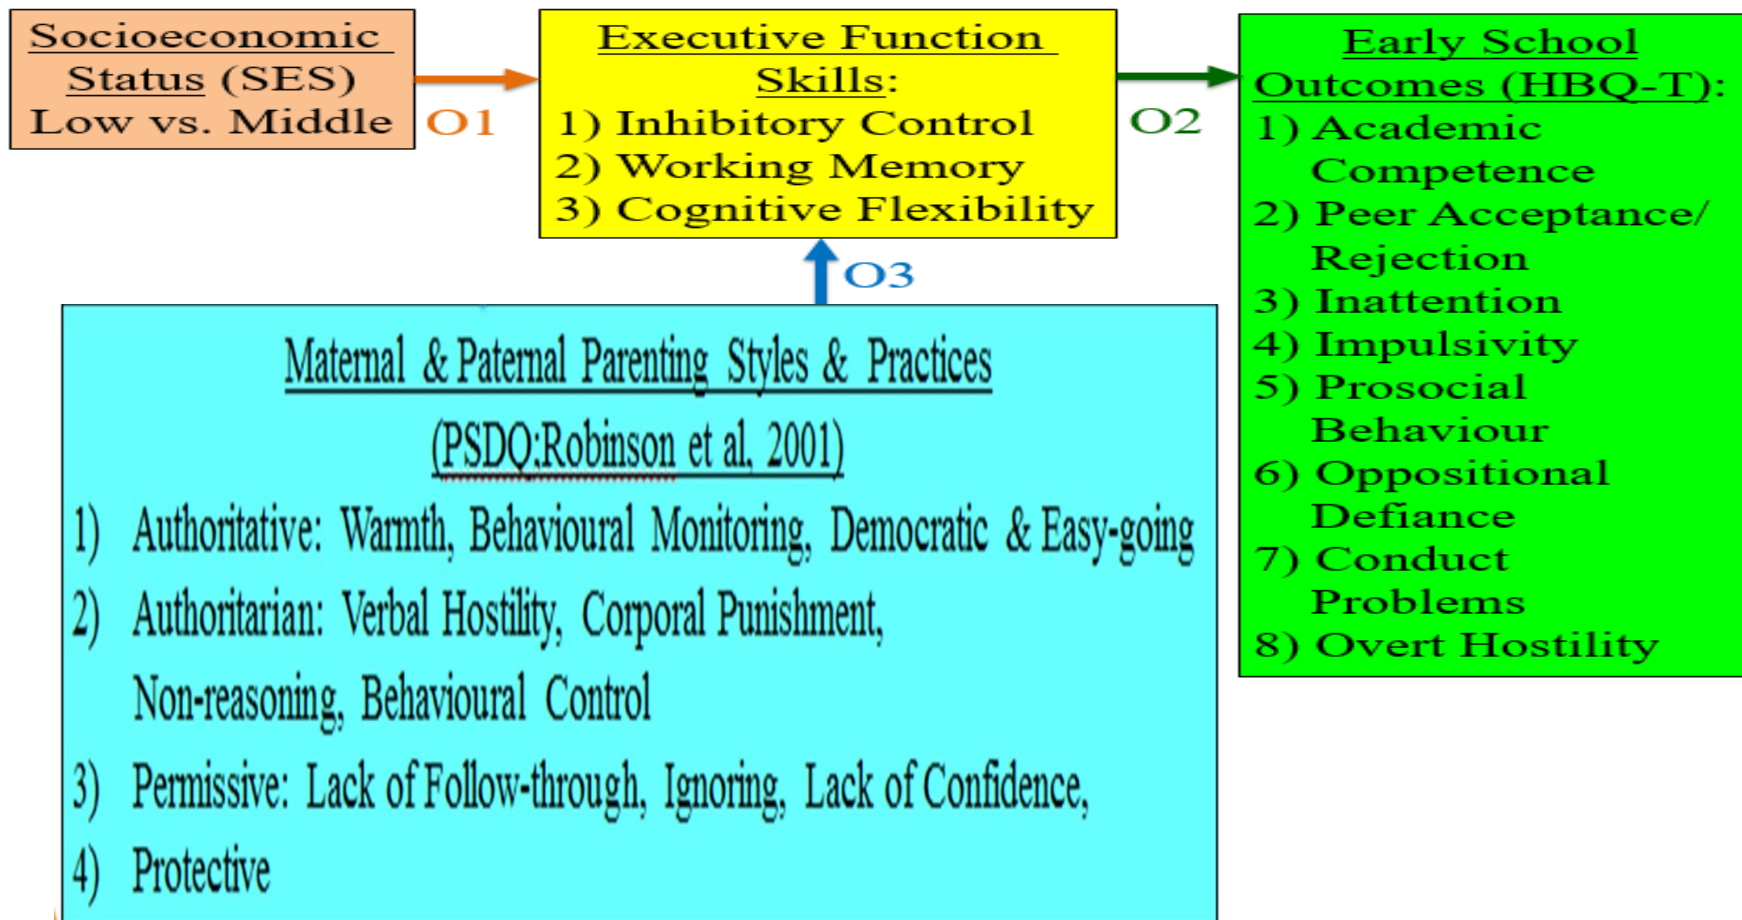 Socioeconomic
Status (SES)
Low vs. Middle
O1
Executive Function
Skills:
1) Inhibitory Control
2) Working Memory
3) Cognitive Flexibility
O2
Early School
Outcomes (HBQ-T):
1) Academic
Competence
2) Peer Acceptance/
Rejection
3) Inattention
4) Impulsivity
5) Prosocial
Behaviour
6) Oppositional
Defiance
7) Conduct
Problems
8) Overt Hostility
O3
Maternal & Paternal Parenting Styles & Practices
(PSDQ;Robinson et al, 2001)
1) Authoritative: Warmth, Behavioural Monitoring, Democratic & Easy-going
2) Authoritarian: Verbal Hostility, Corporal Punishment,
Non-reasoning, Behavioural Control
3) Permissive: Lack of Follow-through, Ignoring, Lack of Confidence,
4) Protective